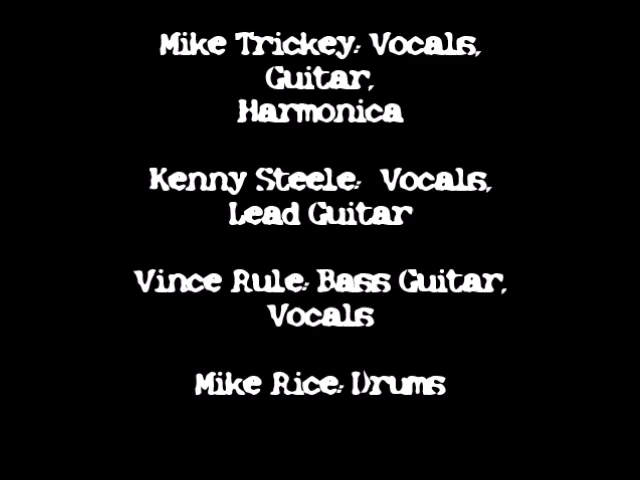 Mike Trickey: Vocals,
Guitar,
Harmonica
Kenny Steele: Vocals,
Lead Guitar
Vince Rule: Bass Guitar,
Vocals
Mike Rice: Drums